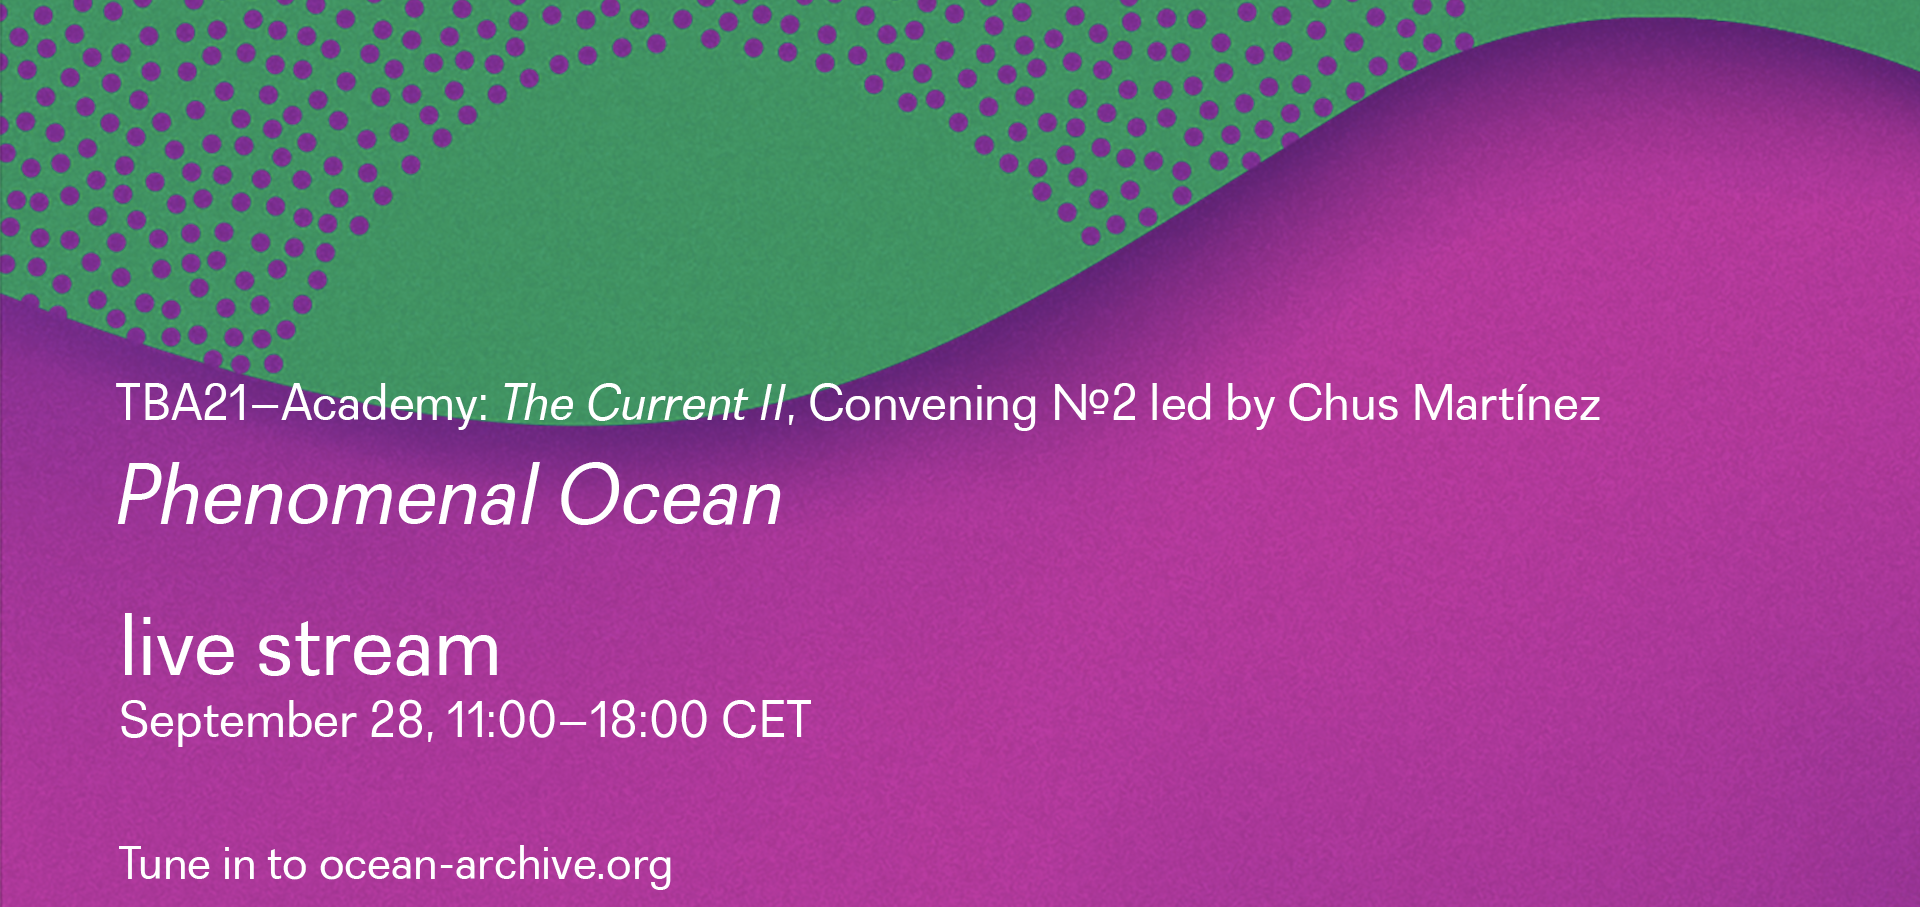 TBA21—Academy: The Current II, Convening Nº2 led by Chus Martínez
Phenomenal Ocean
live stream
September 28, 11:00—18:00 CET
Tune in to ocean-archive.org